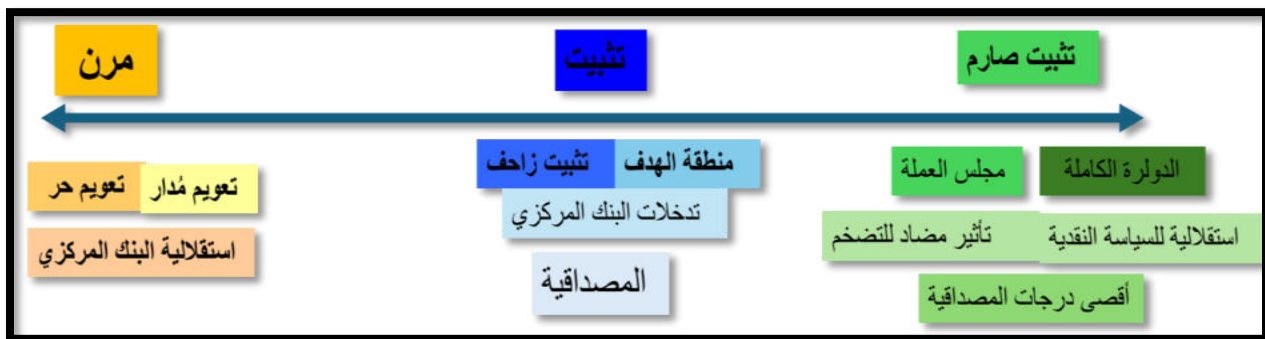 تثبيت صارم
تثبيت
مرن
الدولرة الكاملة
مجلس العملة
منطقة الهدف
تثبيت زاحف
تعويم مُدار
تعويم حر
استقلالية للسياسة النقدية
تأثير مضاد للتضخم
تدخلات البنك المركزي
استقلالية البنك المركزي
أقصى درجات المصداقية
المصداقية